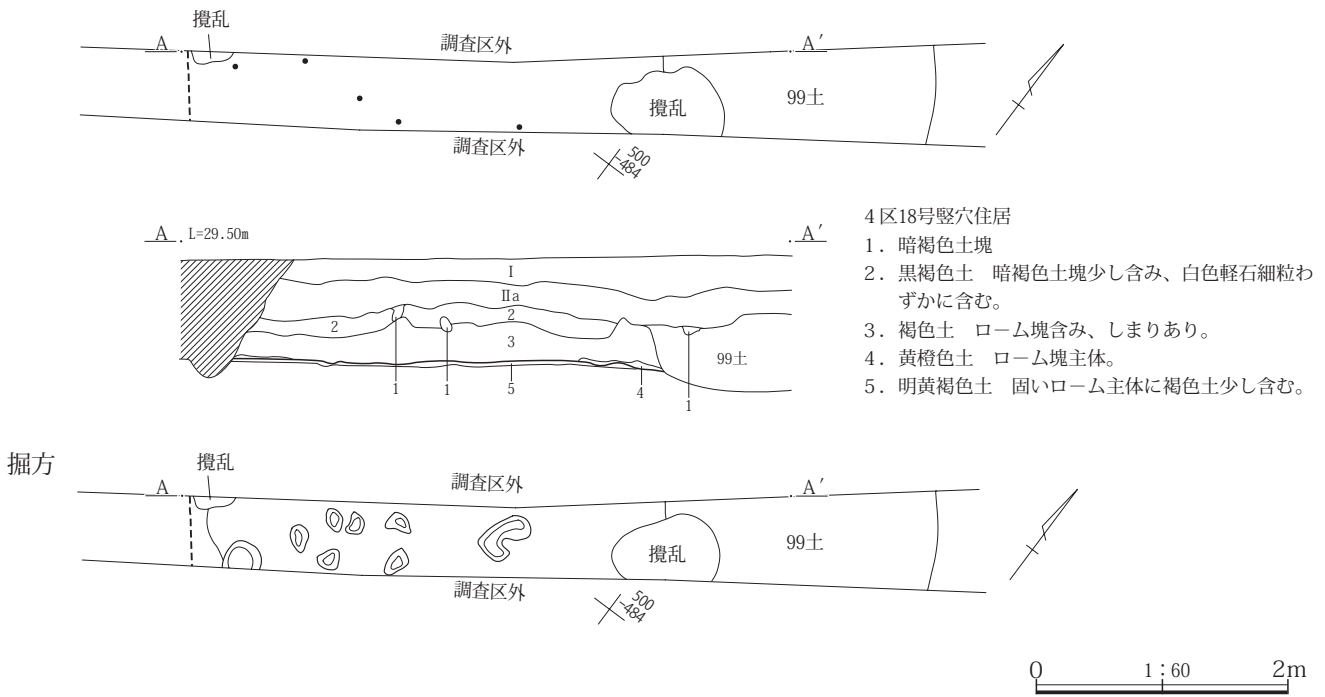 攪乱
A
調査区外
A′
攪乱
99土
調査区外
500
-484
A
L=29.50m
A′
Ⅰ
Ⅱa
2
2
3
99土
1
1
5
4
1
4区18号竪穴住居
1．暗褐色土塊
2．黒褐色土　暗褐色土塊少し含み、白色軽石細粒わ
ずかに含む。
3．褐色土　ローム塊含み、しまりあり。
4．黄橙色土　ローム塊主体。
5．明黄褐色土　固いローム主体に褐色土少し含む。
掘方
攪乱
A
調査区外
A′
攪乱
99土
調査区外
500
-484
0
1：60
2m